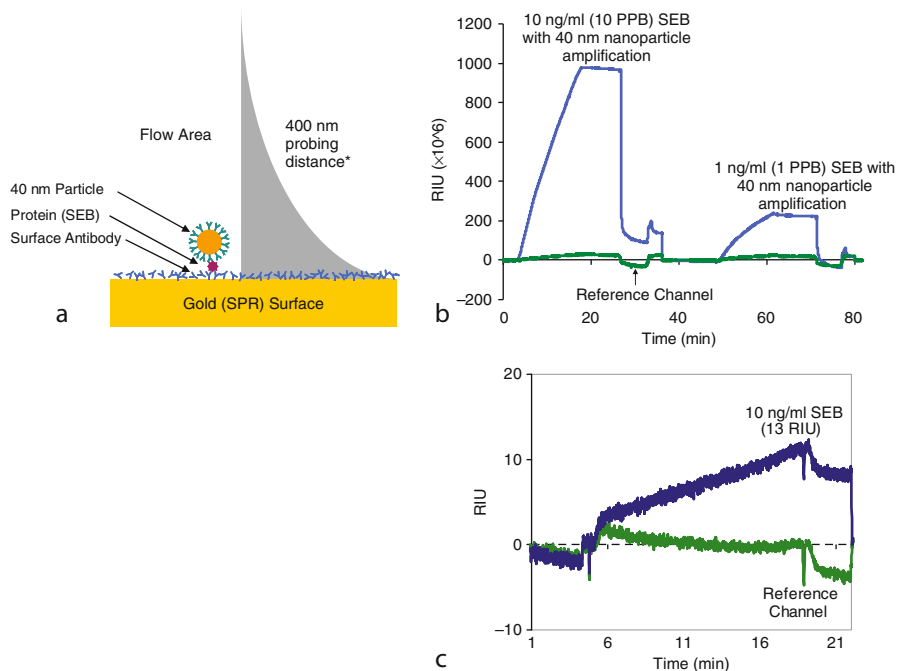 Flow Area
400 nm
probing
distance*
40 nm Particle
Protein (SEB)
Surface Antibody
Gold (SPR) Surface
a
1200
1000
800
600
400
200
0
−200
RIU (×10^6)
10 ng/ml (10 PPB) SEB
with 40 nm nanoparticle
amplification
1 ng/ml (1 PPB) SEB with
40 nm nanoparticle
amplification
Reference Channel
0
20
40
60
80
Time (min)
b
20
10
0
−10
RIU
10 ng/ml SEB
(13 RIU)
Reference
Channel
1
6
11
16
21
Time (min)
c